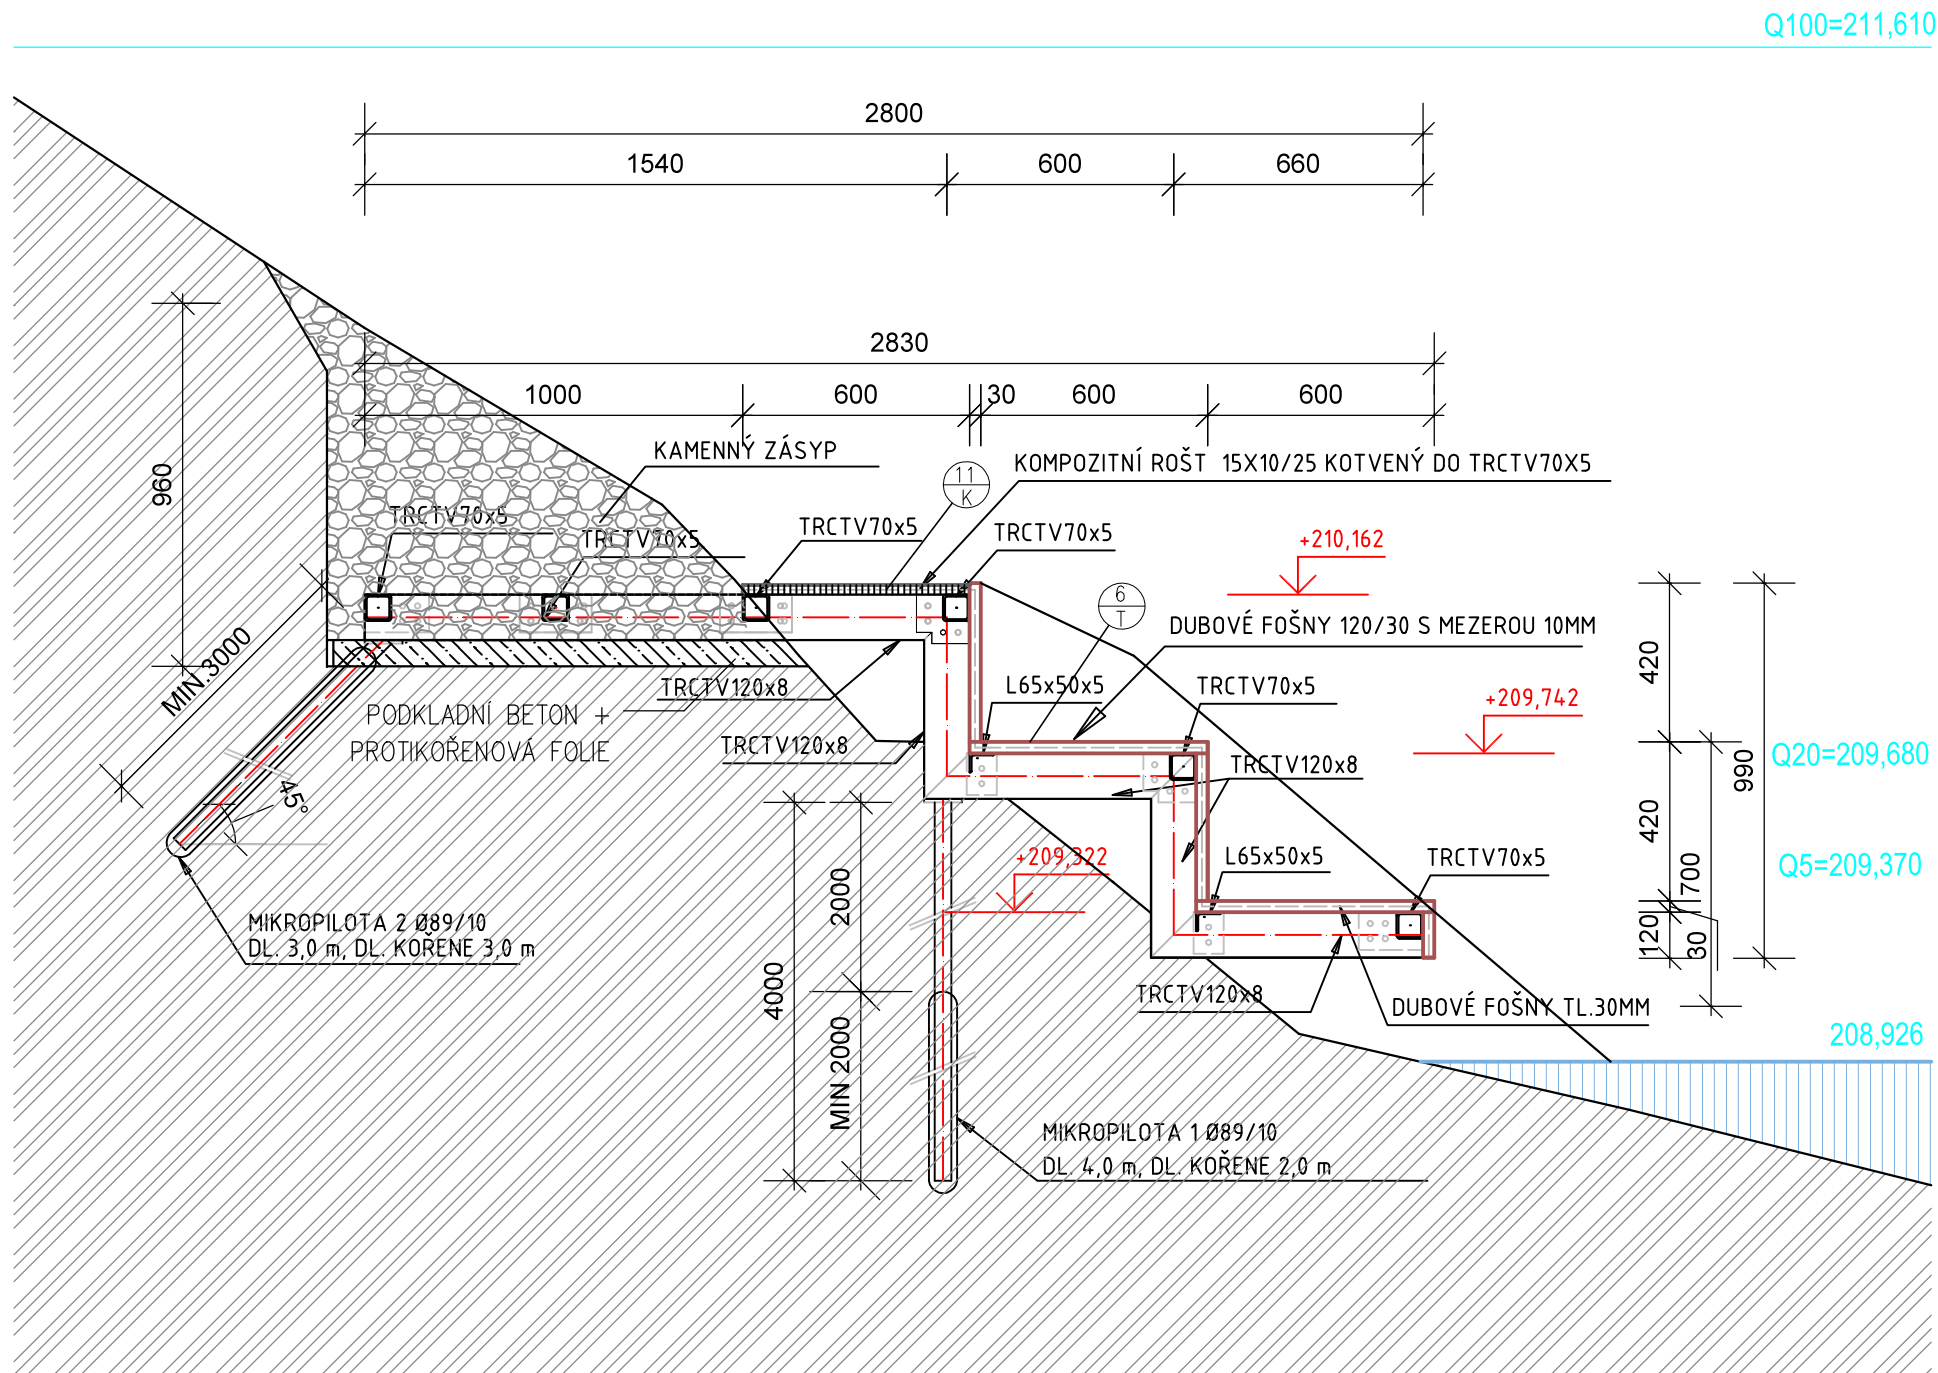 Q100=211,610
2800
1540
600
660
2830
1000
600
30
600
600
960
KAMENNÝ ZÁSYP
KOMPOZITNÍ ROŠT 15X10/25 KOTVENÝ DO TRCTV70X5
11
K
TRCTV70x5
TRCTV70x5
TRCTV70x5
TRCTV70x5
+210,162
6
T
DUBOVÉ FOŠNY 120/30 S MEZEROU 10MM
MIN.3000
TRCTV120x8
L65x50x5
TRCTV70x5
+209,742
420
PODKLADNÍ BETON +
PROTIKOŘENOVÁ FOLIE
TRCTV120x8
TRCTV120x8
990
Q20=209,680
45°
420
2000
+209,322
L65x50x5
TRCTV70x5
700
Q5=209,370
MIKROPILOTA 2 Ø89/10
DL. 3,0 m, DL. KOŘENE 3,0 m
120
30
4000
TRCTV120x8
DUBOVÉ FOŠNY TL.30MM
208,926
MIN 2000
MIKROPILOTA 1 Ø89/10
DL. 4,0 m, DL. KOŘENE 2,0 m